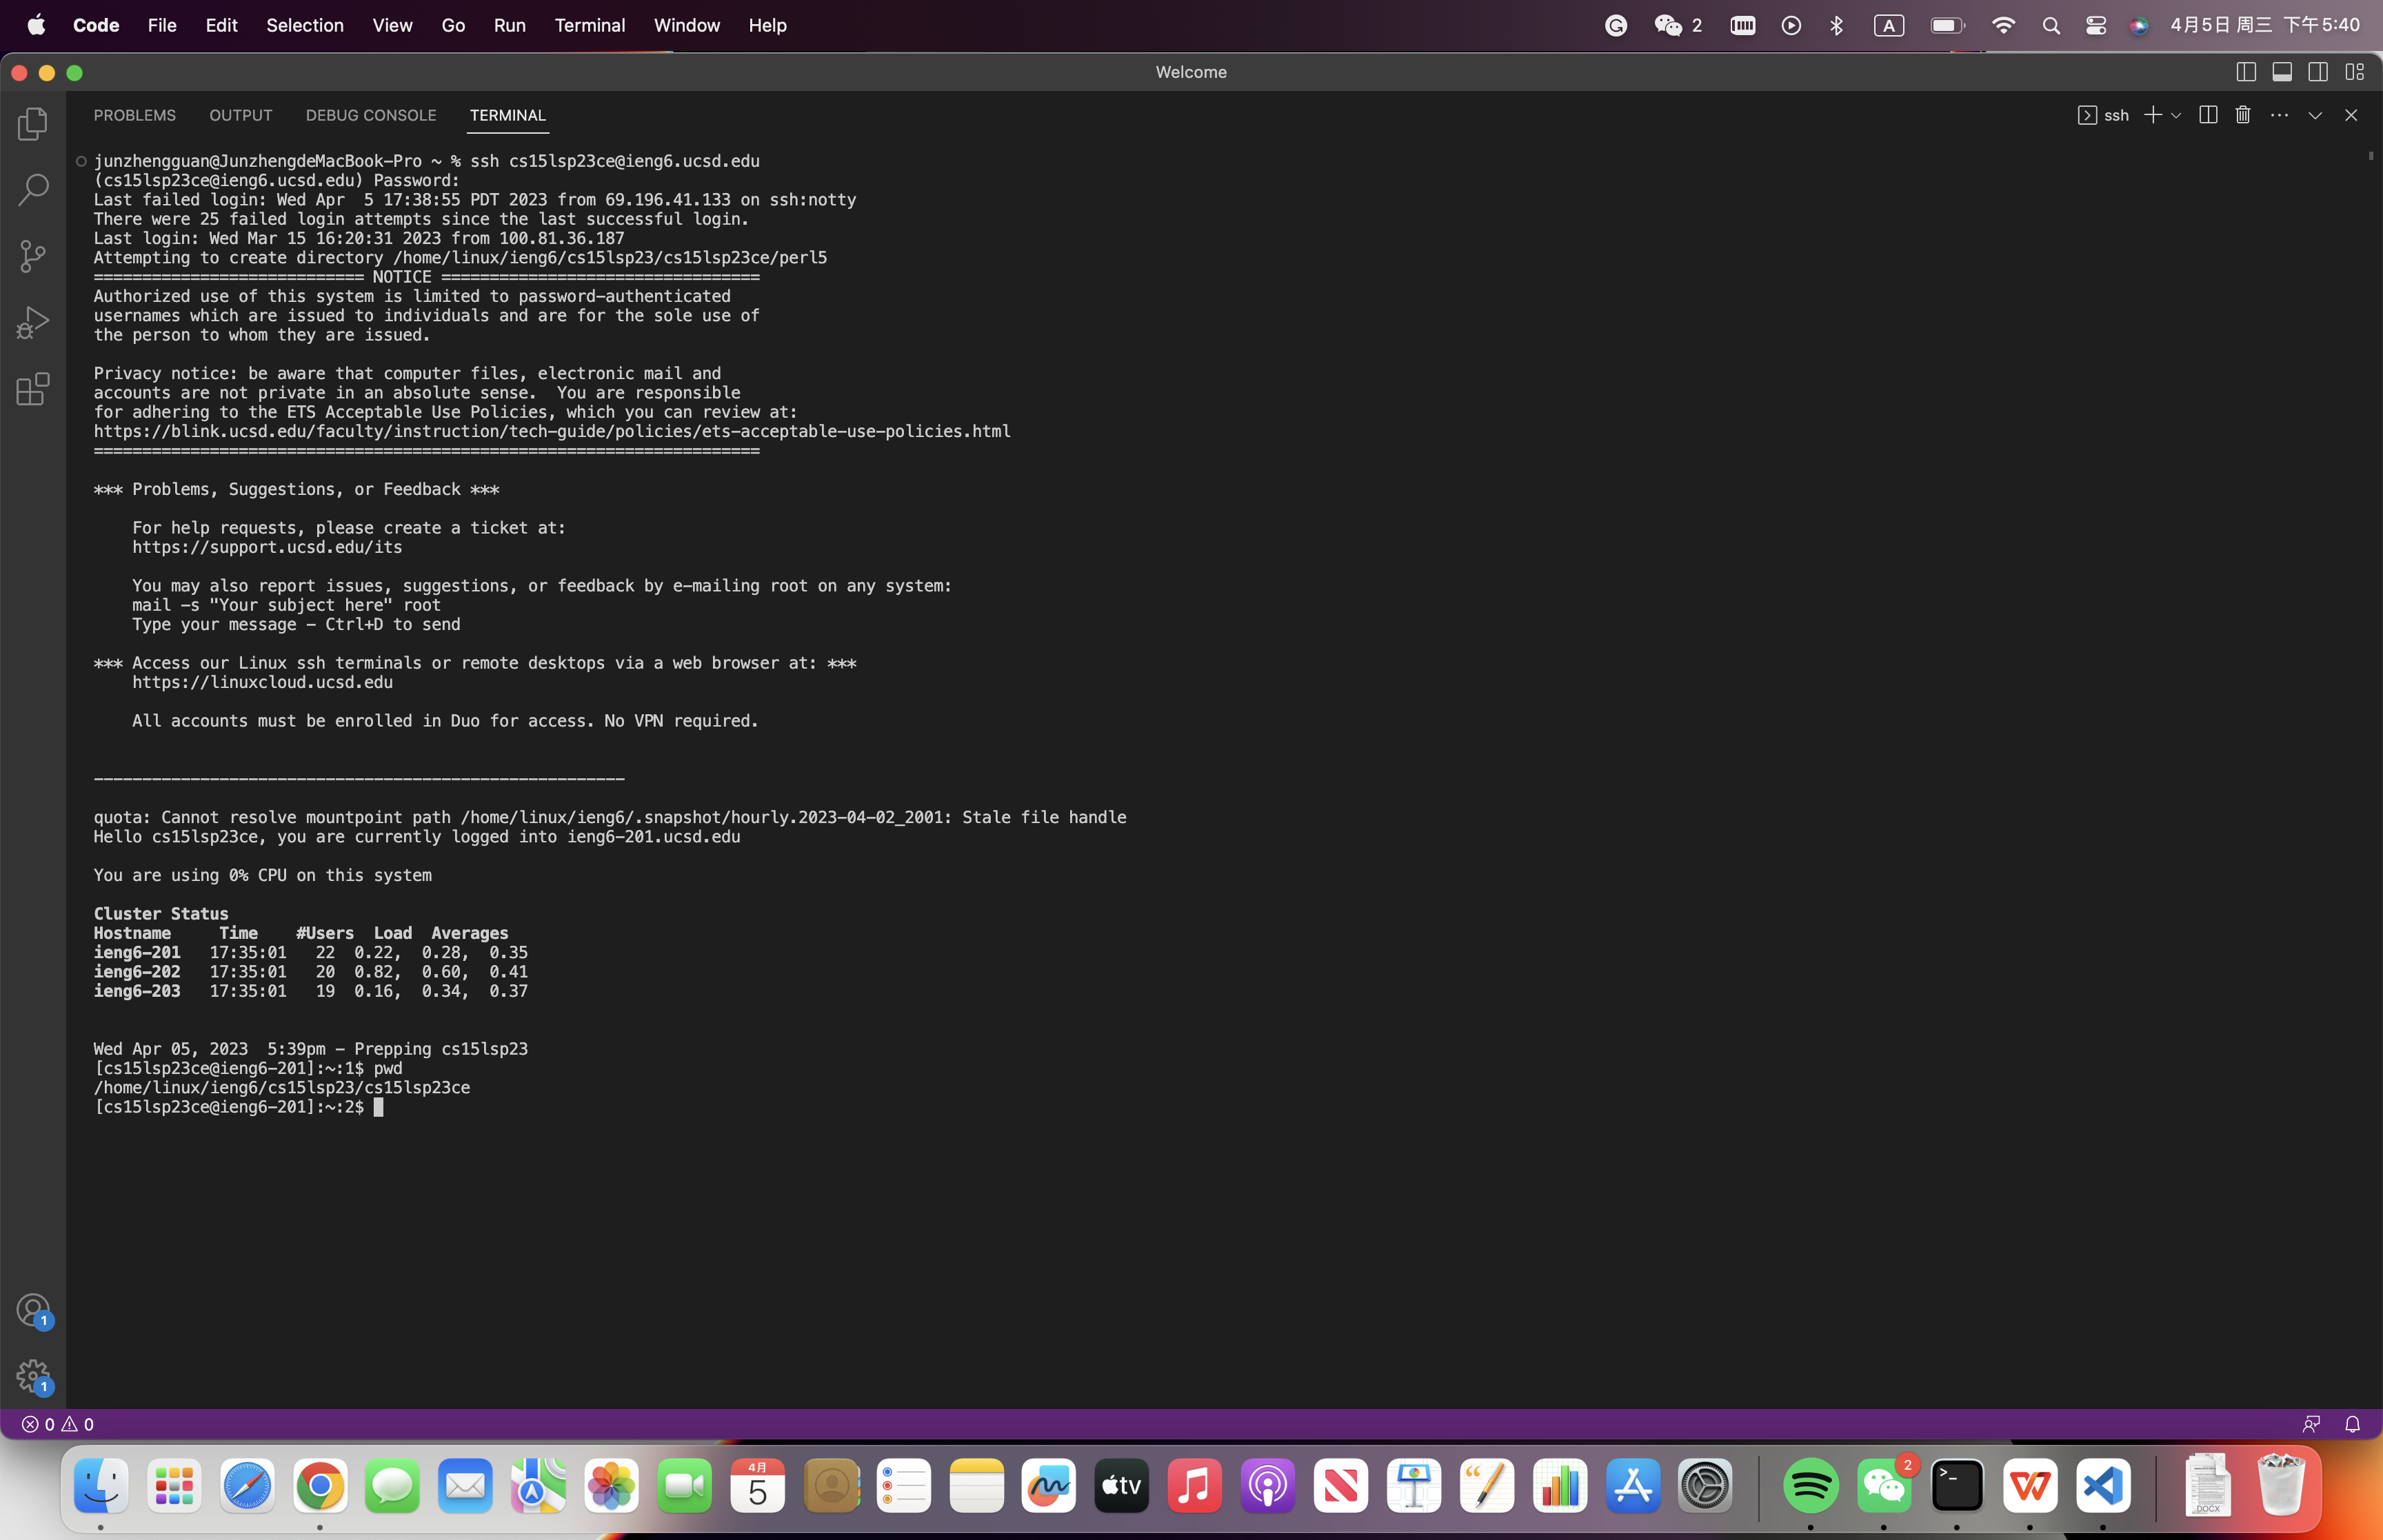 Code File Edit Selection View Go Run Terminal Window Help 2 A 4月5日 周三 下午5:40
Welcome
PROBLEMS OUTPUT DEBUG CONSOLE TERMINAL ssh
junzhengguan@JunzhengdeMacBook-Pro ~ % ssh cs15lsp23ce@ieng6.ucsd.edu
(cs15lsp23ce@ieng6.ucsd.edu) Password:
Last failed login: Wed Apr  5 17:38:55 PDT 2023 from 69.196.41.133 on ssh:notty
There were 25 failed login attempts since the last successful login.
Last login: Wed Mar 15 16:20:31 2023 from 100.81.36.187
Attempting to create directory /home/linux/ieng6/cs15lsp23/cs15lsp23ce/perl5
============================ NOTICE =================================
Authorized use of this system is limited to password-authenticated
usernames which are issued to individuals and are for the sole use of
the person to whom they are issued.
Privacy notice: be aware that computer files, electronic mail and
accounts are not private in an absolute sense.  You are responsible
for adhering to the ETS Acceptable Use Policies, which you can review at:
https://blink.ucsd.edu/faculty/instruction/tech-guide/policies/ets-acceptable-use-policies.html
=====================================================================
*** Problems, Suggestions, or Feedback ***
For help requests, please create a ticket at:
https://support.ucsd.edu/its
You may also report issues, suggestions, or feedback by e-mailing root on any system:
mail -s "Your subject here" root
Type your message - Ctrl+D to send
*** Access our Linux ssh terminals or remote desktops via a web browser at: ***
https://linuxcloud.ucsd.edu
All accounts must be enrolled in Duo for access. No VPN required.
-------------------------------------------------------
quota: Cannot resolve mountpoint path /home/linux/ieng6/.snapshot/hourly.2023-04-02_2001: Stale file handle
Hello cs15lsp23ce, you are currently logged into ieng6-201.ucsd.edu
You are using 0% CPU on this system
Cluster Status
Hostname     Time    #Users  Load  Averages
ieng6-201   17:35:01   22  0.22,  0.28,  0.35
ieng6-202   17:35:01   20  0.82,  0.60,  0.41
ieng6-203   17:35:01   19  0.16,  0.34,  0.37
Wed Apr 05, 2023  5:39pm - Prepping cs15lsp23
[cs15lsp23ce@ieng6-201]:~:1$ pwd
/home/linux/ieng6/cs15lsp23/cs15lsp23ce
[cs15lsp23ce@ieng6-201]:~:2$
1
1
0 0
4月
5
tv
2
DOCX